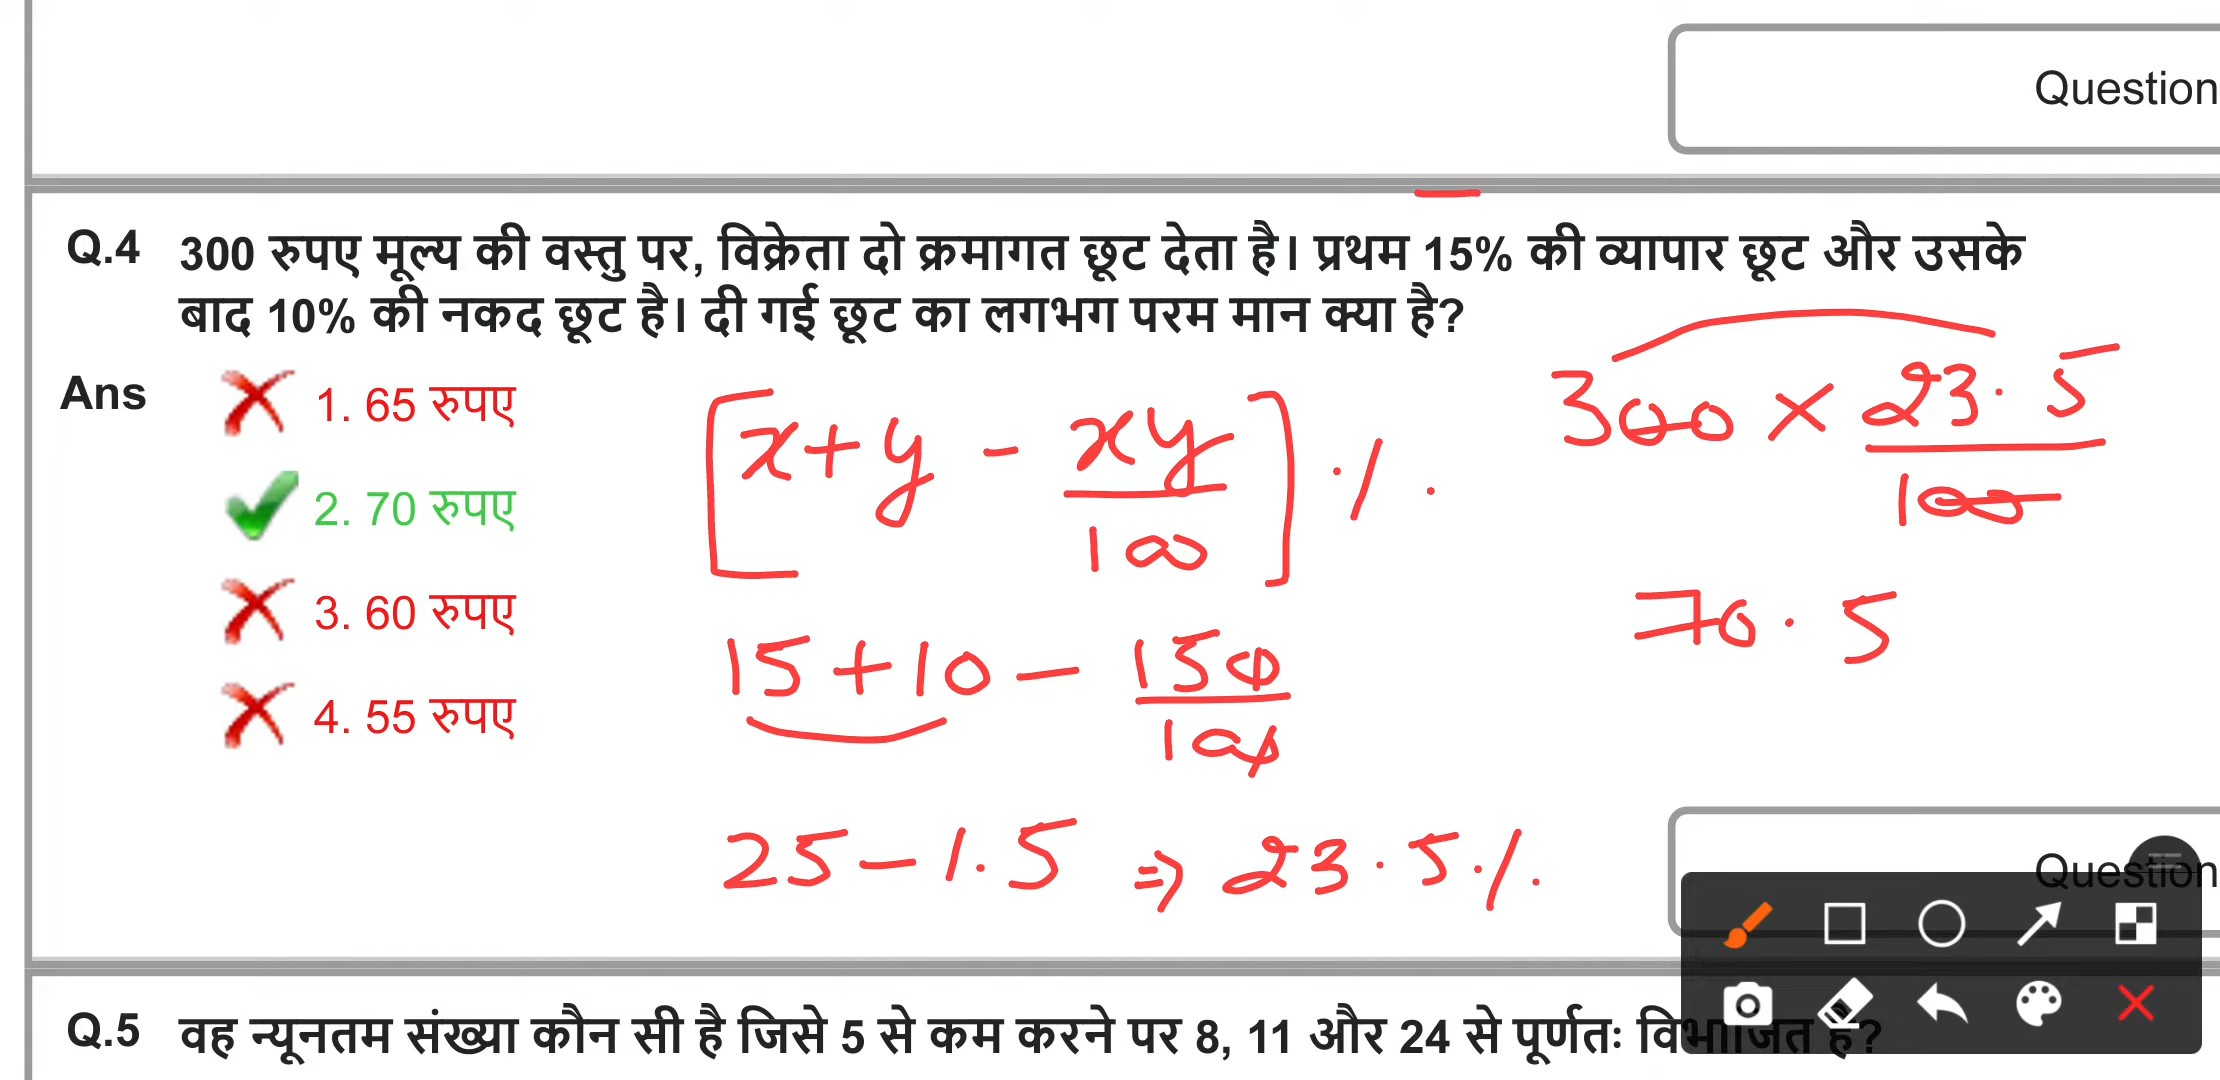 Question
Q.4 300 रुपए मूल्य की वस्तु पर, विक्रेता दो क्रमागत छूट देता है। प्रथम 15% की व्यापार छूट और उसके
बाद 10% की नकद छूट है। दी गई छूट का लगभग परम मान क्या है?
Ans 1. 65 रुपए
2. 70 रुपए
3. 60 रुपए
4. 55 रुपए
[x+y - xy/100] %.
15+10 - 150/100
25-1.5 ⇒ 23.5%.
300 × 23.5/100
70.5
Question
Q.5 वह न्यूनतम संख्या कौन सी है जिसे 5 से कम करने पर 8, 11 और 24 से पूर्णतः विभाजित है?